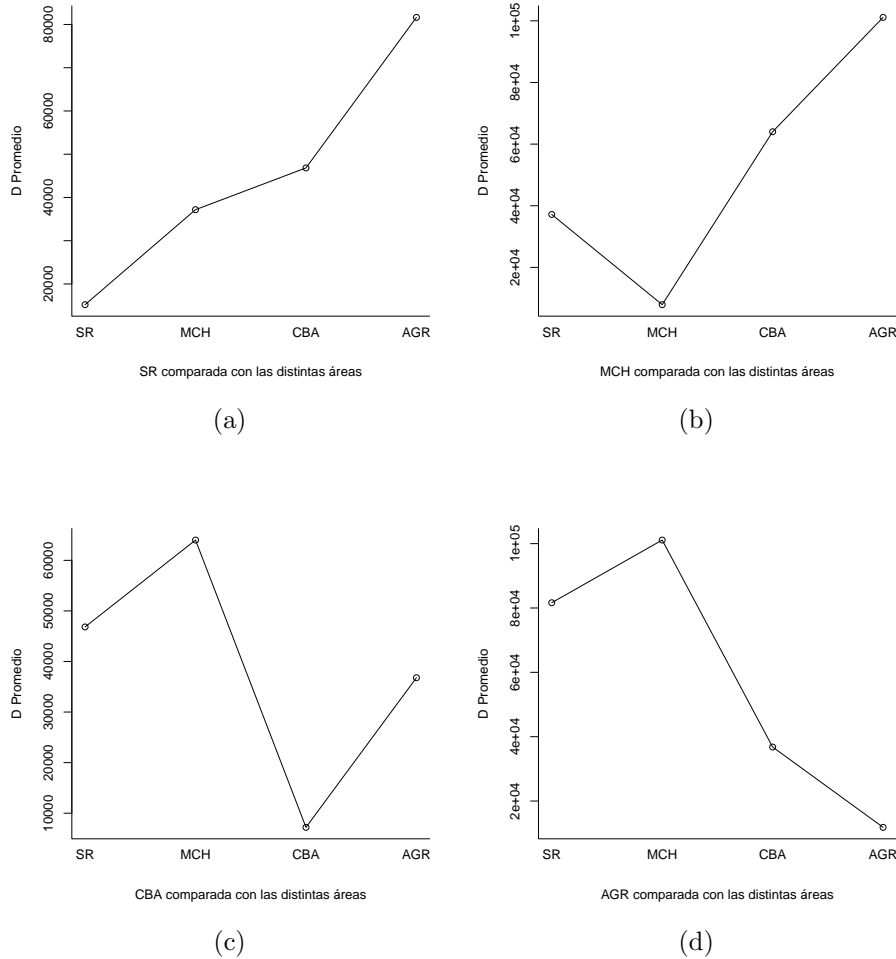 80000
60000
40000
20000
D Promedio
SR MCH CBA AGR
SR comparada con las distintas áreas
(a)
1e+05
8e+04
6e+04
4e+04
2e+04
D Promedio
SR MCH CBA AGR
MCH comparada con las distintas áreas
(b)
60000
50000
40000
30000
20000
10000
D Promedio
SR MCH CBA AGR
CBA comparada con las distintas áreas
(c)
1e+05
8e+04
6e+04
4e+04
2e+04
D Promedio
SR MCH CBA AGR
AGR comparada con las distintas áreas
(d)